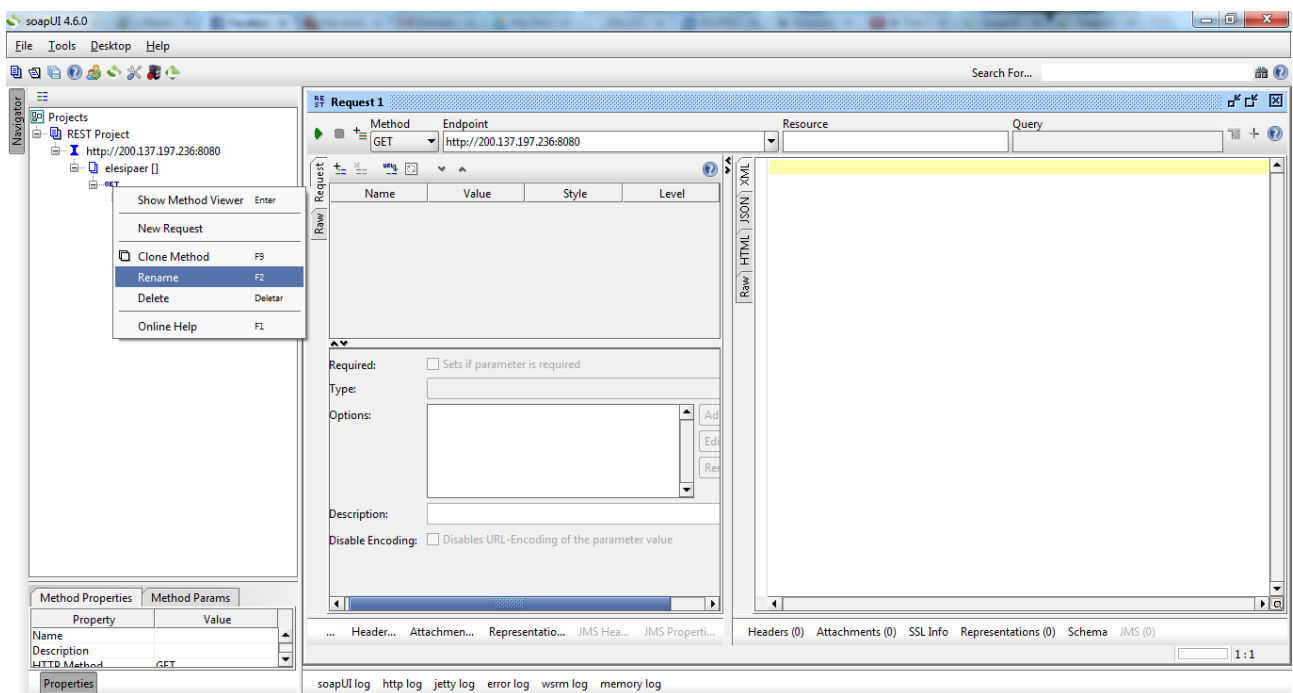 soapUI 4.6.0
File Tools Desktop Help
Search For...
Navigator
Projects
REST Project
http://200.137.197.236:8080
elesipaer []
GET
Show Method Viewer Enter
New Request
Clone Method F9
Rename F2
Delete Deletar
Online Help F1
REST Request 1
Method Endpoint Resource Query
GET http://200.137.197.236:8080
Request
Raw
Name Value Style Level
Required: Sets if parameter is required
Type:
Options:
Ad
Edi
Rer
Description:
Disable Encoding: Disables URL-Encoding of the parameter value
... Header... Attachmen... Representatio... JMS Hea... JMS Properti...
XML
JSON
HTML
Raw
Headers (0) Attachments (0) SSL Info Representations (0) Schema JMS (0)
1:1
Method Properties Method Params
Property Value
Name
Description
HTTP Method GET
Properties
soapUI log http log jetty log error log wsrm log memory log